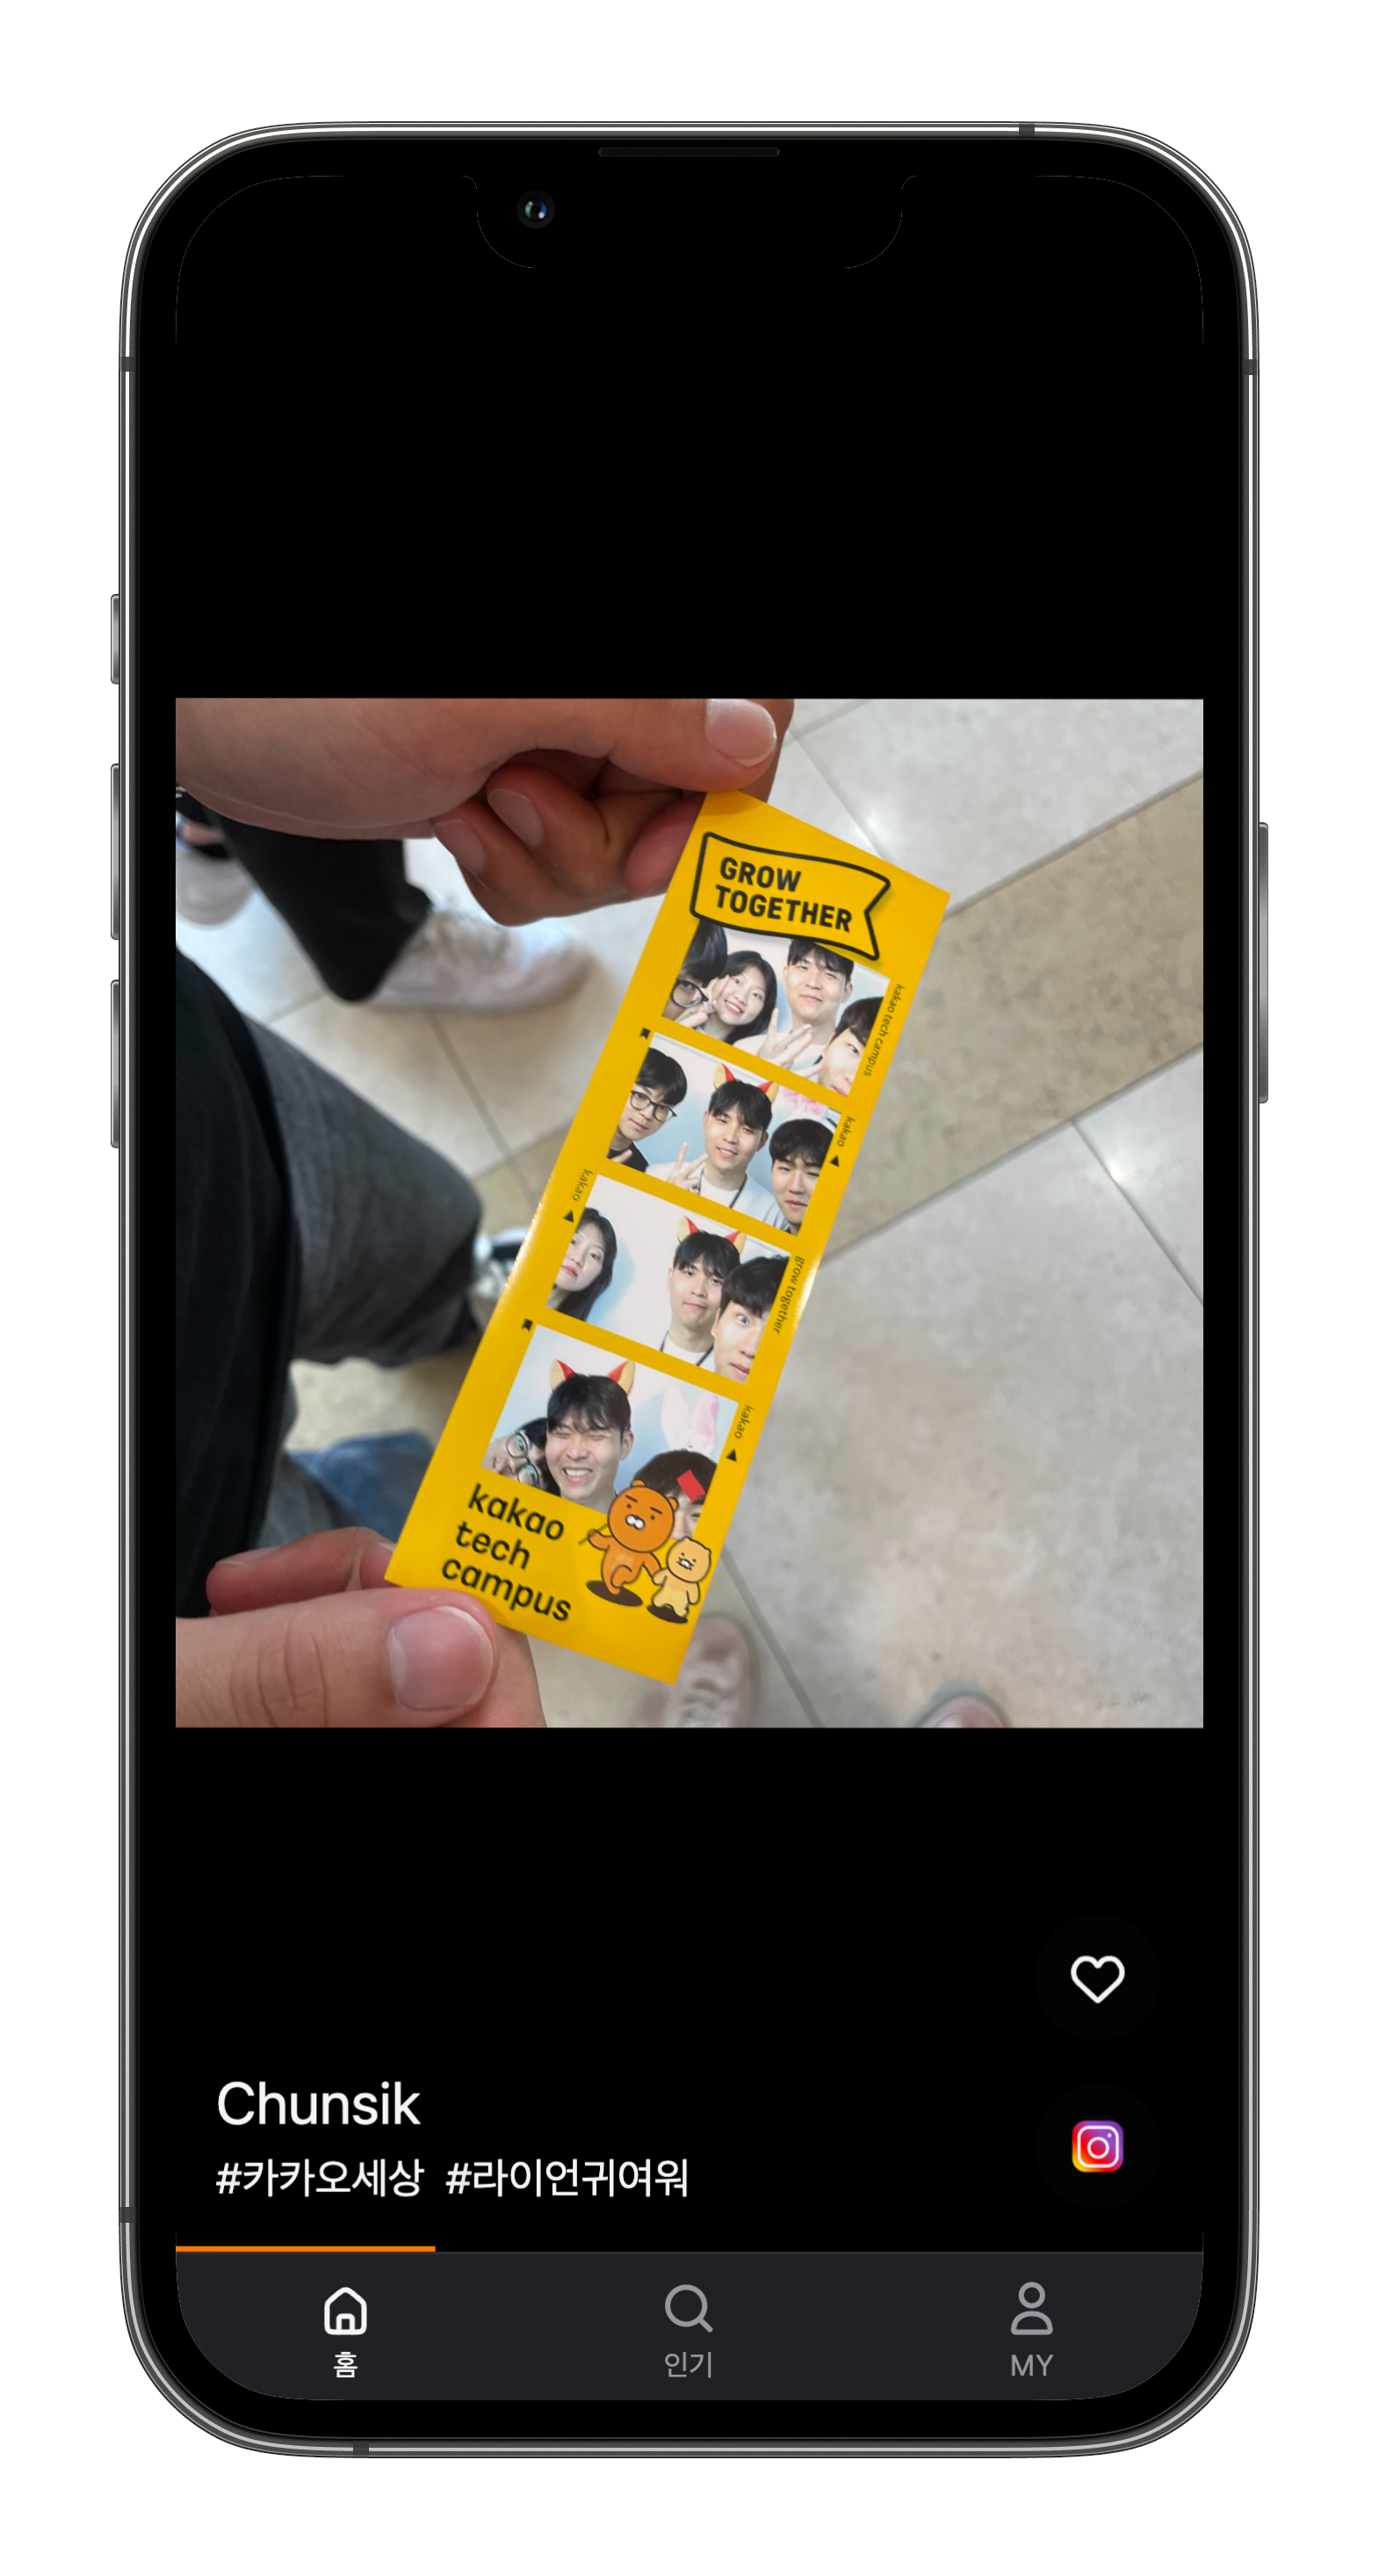 GROW
TOGETHER
kakao tech campus
kakao
kakao
grow together
kakao
kakao
tech
campus
Chunsik
#카카오세상 #라이언귀여워
홈
인기
MY